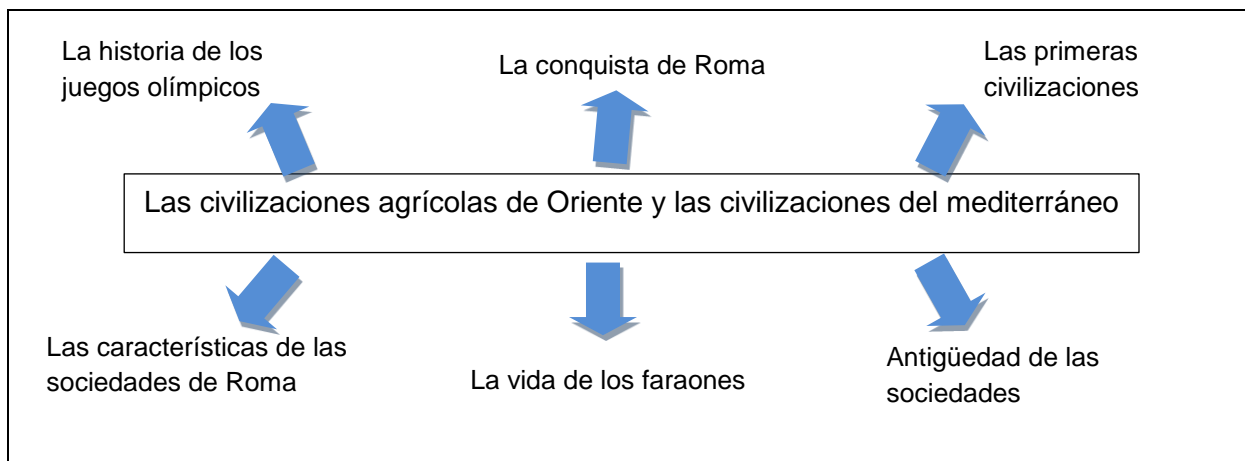 La historia de los
juegos olímpicos
La conquista de Roma
Las primeras
civilizaciones
Las civilizaciones agrícolas de Oriente y las civilizaciones del mediterráneo
Las características de las
sociedades de Roma
La vida de los faraones
Antigüedad de las
sociedades